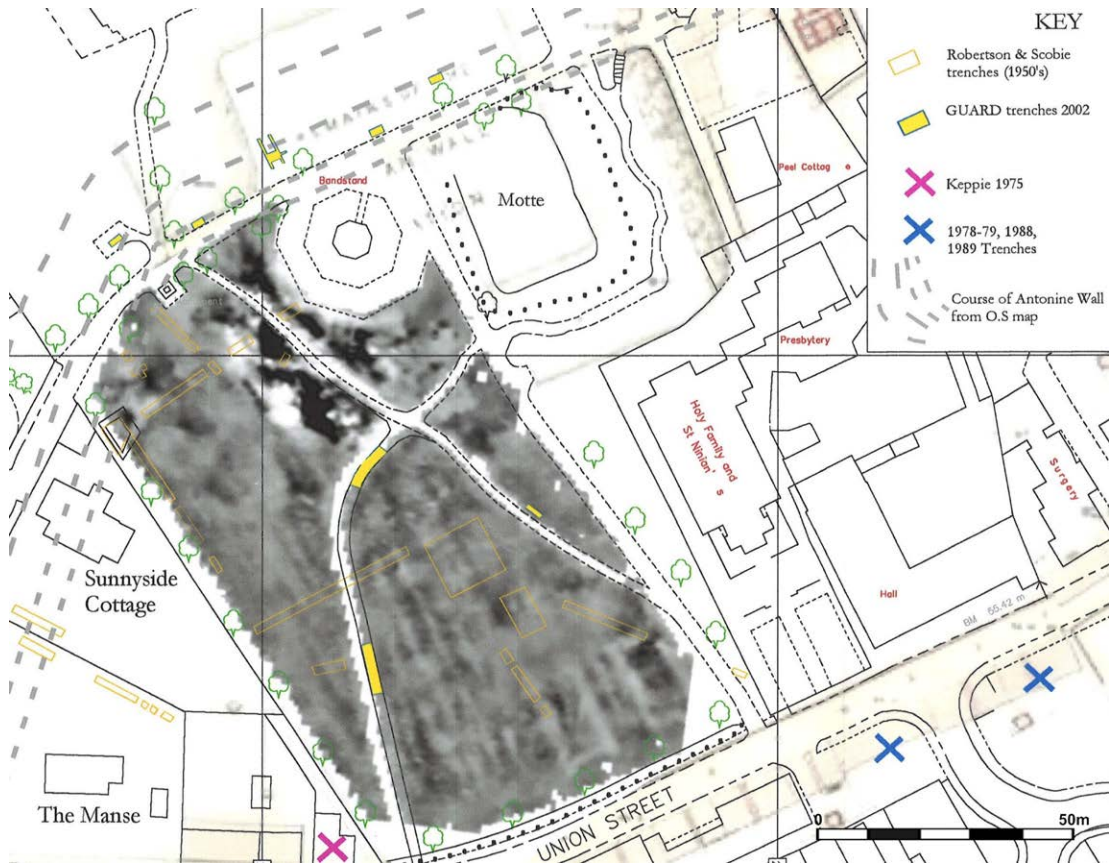 KEY
Robertson & Scobie
trenches (1950's)
GUARD trenches 2002
Keppie 1975
1978-79, 1988,
1989 Trenches
Course of Antonine Wall
from O.S map
Bandstand
Motte
Peel Cottag e
Presbytery
Holy Family and
St Ninian' s
Surgery
Hall
BM 55.42 m
Sunnyside
Cottage
The Manse
UNION STREET
0
50m